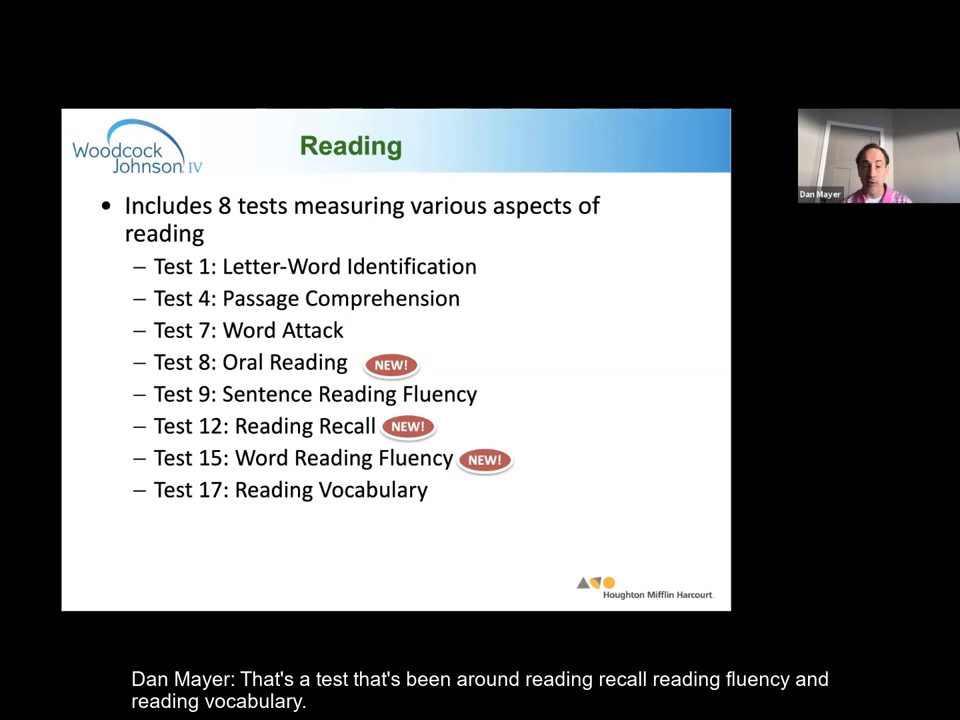 Woodcock
Johnson IV
Reading
• Includes 8 tests measuring various aspects of
reading
– Test 1: Letter-Word Identification
– Test 4: Passage Comprehension
– Test 7: Word Attack
– Test 8: Oral Reading NEW!
– Test 9: Sentence Reading Fluency
– Test 12: Reading Recall NEW!
– Test 15: Word Reading Fluency NEW!
– Test 17: Reading Vocabulary
Houghton Mifflin Harcourt
Dan Mayer
Dan Mayer: That's a test that's been around reading recall reading fluency and
reading vocabulary.